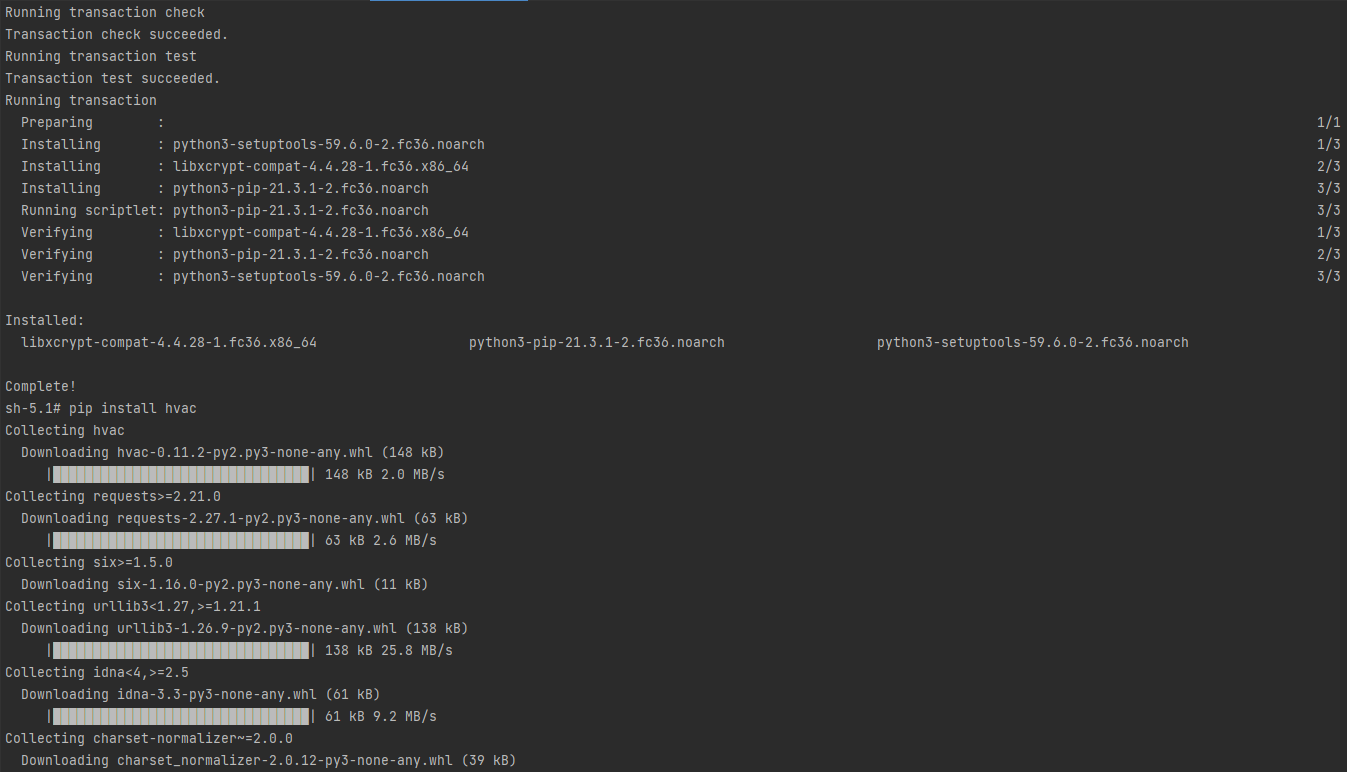 Running transaction check
Transaction check succeeded.
Running transaction test
Transaction test succeeded.
Running transaction
  Preparing        :                                                                                                1/1
  Installing       : python3-setuptools-59.6.0-2.fc36.noarch                                                        1/3
  Installing       : libxcrypt-compat-4.4.28-1.fc36.x86_64                                                          2/3
  Installing       : python3-pip-21.3.1-2.fc36.noarch                                                               3/3
  Running scriptlet: python3-pip-21.3.1-2.fc36.noarch                                                               3/3
  Verifying        : libxcrypt-compat-4.4.28-1.fc36.x86_64                                                          1/3
  Verifying        : python3-pip-21.3.1-2.fc36.noarch                                                               2/3
  Verifying        : python3-setuptools-59.6.0-2.fc36.noarch                                                        3/3

Installed:
  libxcrypt-compat-4.4.28-1.fc36.x86_64                   python3-pip-21.3.1-2.fc36.noarch                   python3-setuptools-59.6.0-2.fc36.noarch

Complete!
sh-5.1# pip install hvac
Collecting hvac
  Downloading hvac-0.11.2-py2.py3-none-any.whl (148 kB)
     |████████████████████████████████| 148 kB 2.0 MB/s
Collecting requests>=2.21.0
  Downloading requests-2.27.1-py2.py3-none-any.whl (63 kB)
     |████████████████████████████████| 63 kB 2.6 MB/s
Collecting six>=1.5.0
  Downloading six-1.16.0-py2.py3-none-any.whl (11 kB)
Collecting urllib3<1.27,>=1.21.1
  Downloading urllib3-1.26.9-py2.py3-none-any.whl (138 kB)
     |████████████████████████████████| 138 kB 25.8 MB/s
Collecting idna<4,>=2.5
  Downloading idna-3.3-py3-none-any.whl (61 kB)
     |████████████████████████████████| 61 kB 9.2 MB/s
Collecting charset-normalizer~=2.0.0
  Downloading charset_normalizer-2.0.12-py3-none-any.whl (39 kB)